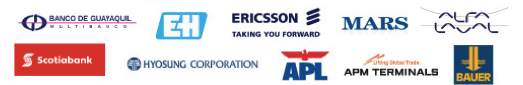 BANCO DE GUAYAQUIL
MULTIBANCO
EH
ERICSSON
TAKING YOU FORWARD
MARS
ALFA
LAVAL
Scotiabank
HYOSUNG CORPORATION
APL
Lifting Global Trade.
APM TERMINALS
BAUER